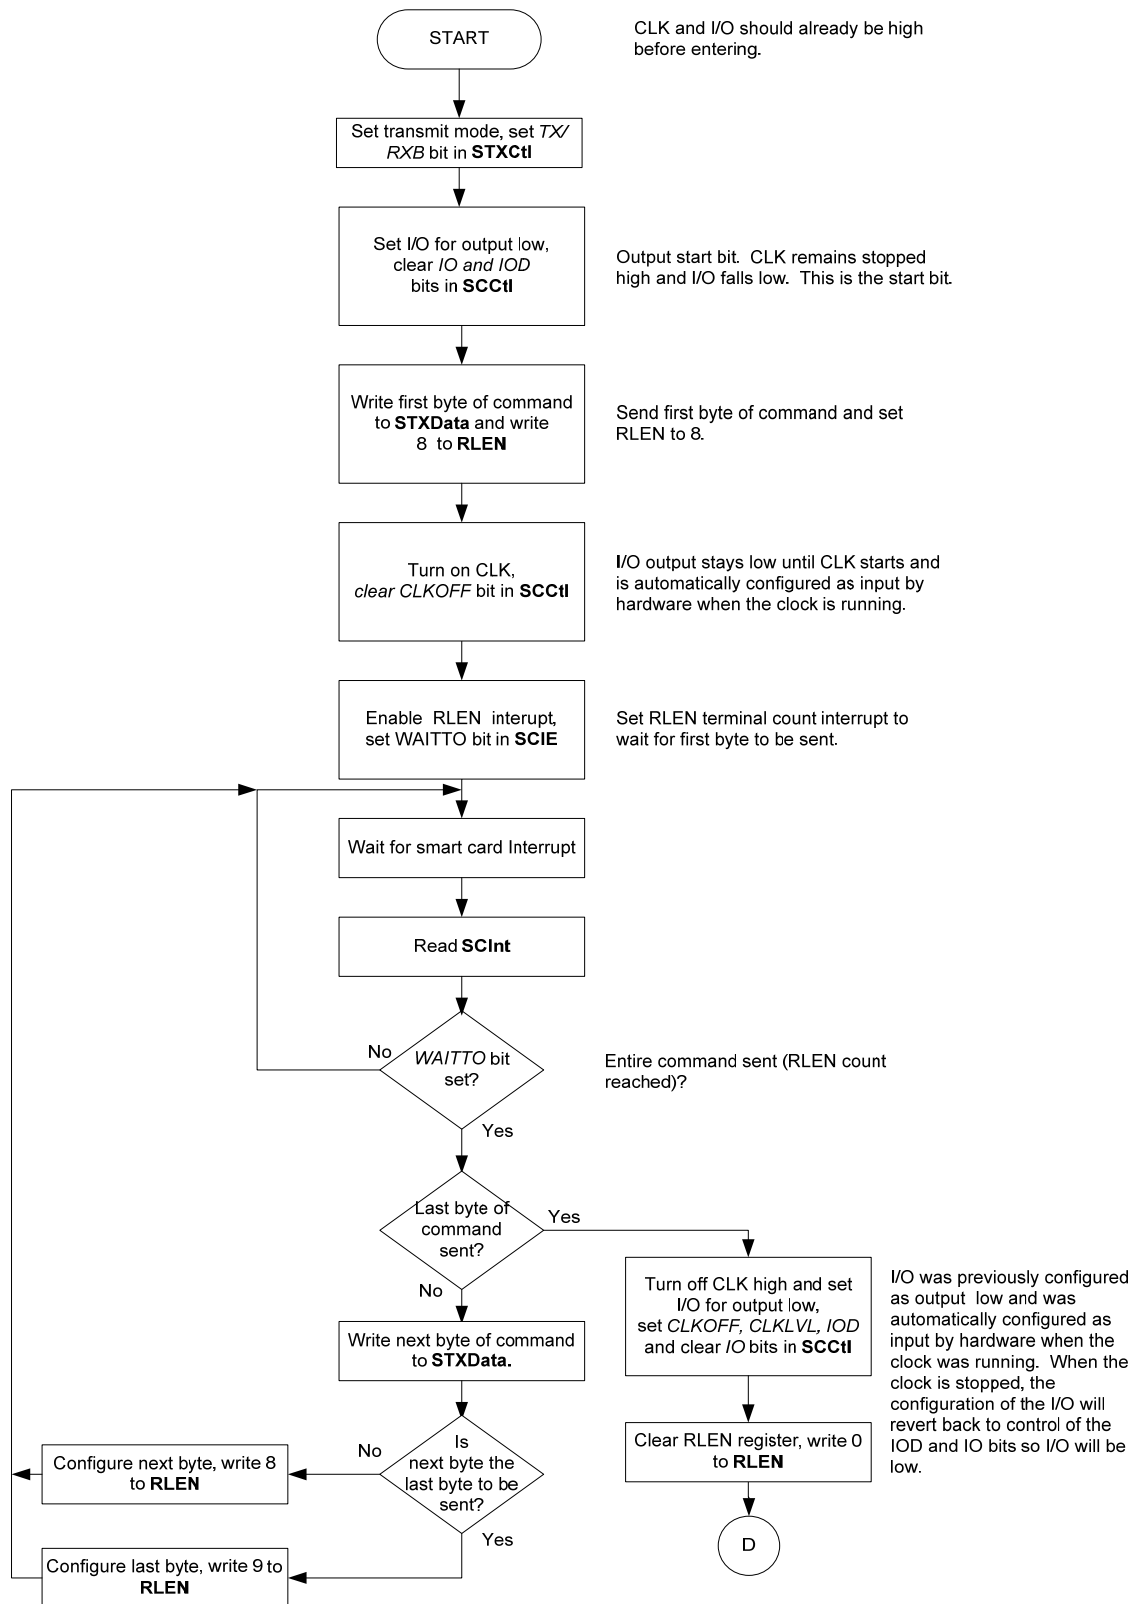 START
CLK and I/O should already be high
before entering.
Set transmit mode, set TX/
RXB bit in STXCtl
Set I/O for output low,
clear IO and IOD
bits in SCCtl
Output start bit. CLK remains stopped
high and I/O falls low. This is the start bit.
Write first byte of command
to STXData and write
8 to RLEN
Send first byte of command and set
RLEN to 8.
Turn on CLK,
clear CLKOFF bit in SCCtl
I/O output stays low until CLK starts and
is automatically configured as input by
hardware when the clock is running.
Enable RLEN interupt,
set WAITTO bit in SCIE
Set RLEN terminal count interrupt to
wait for first byte to be sent.
Wait for smart card Interrupt
Read SCInt
No
WAITTO bit
set?
Entire command sent (RLEN count
reached)?
Yes
Last byte of
command
sent?
Yes
No
Turn off CLK high and set
I/O for output low,
set CLKOFF, CLKLVL, IOD
and clear IO bits in SCCtl
I/O was previously configured
as output low and was
automatically configured as
input by hardware when the
clock was running. When the
clock is stopped, the
configuration of the I/O will
revert back to control of the
IOD and IO bits so I/O will be
low.
Write next byte of command
to STXData.
Clear RLEN register, write 0
to RLEN
No
Is
next byte the
last byte to be
sent?
Configure next byte, write 8
to RLEN
Yes
D
Configure last byte, write 9 to
RLEN